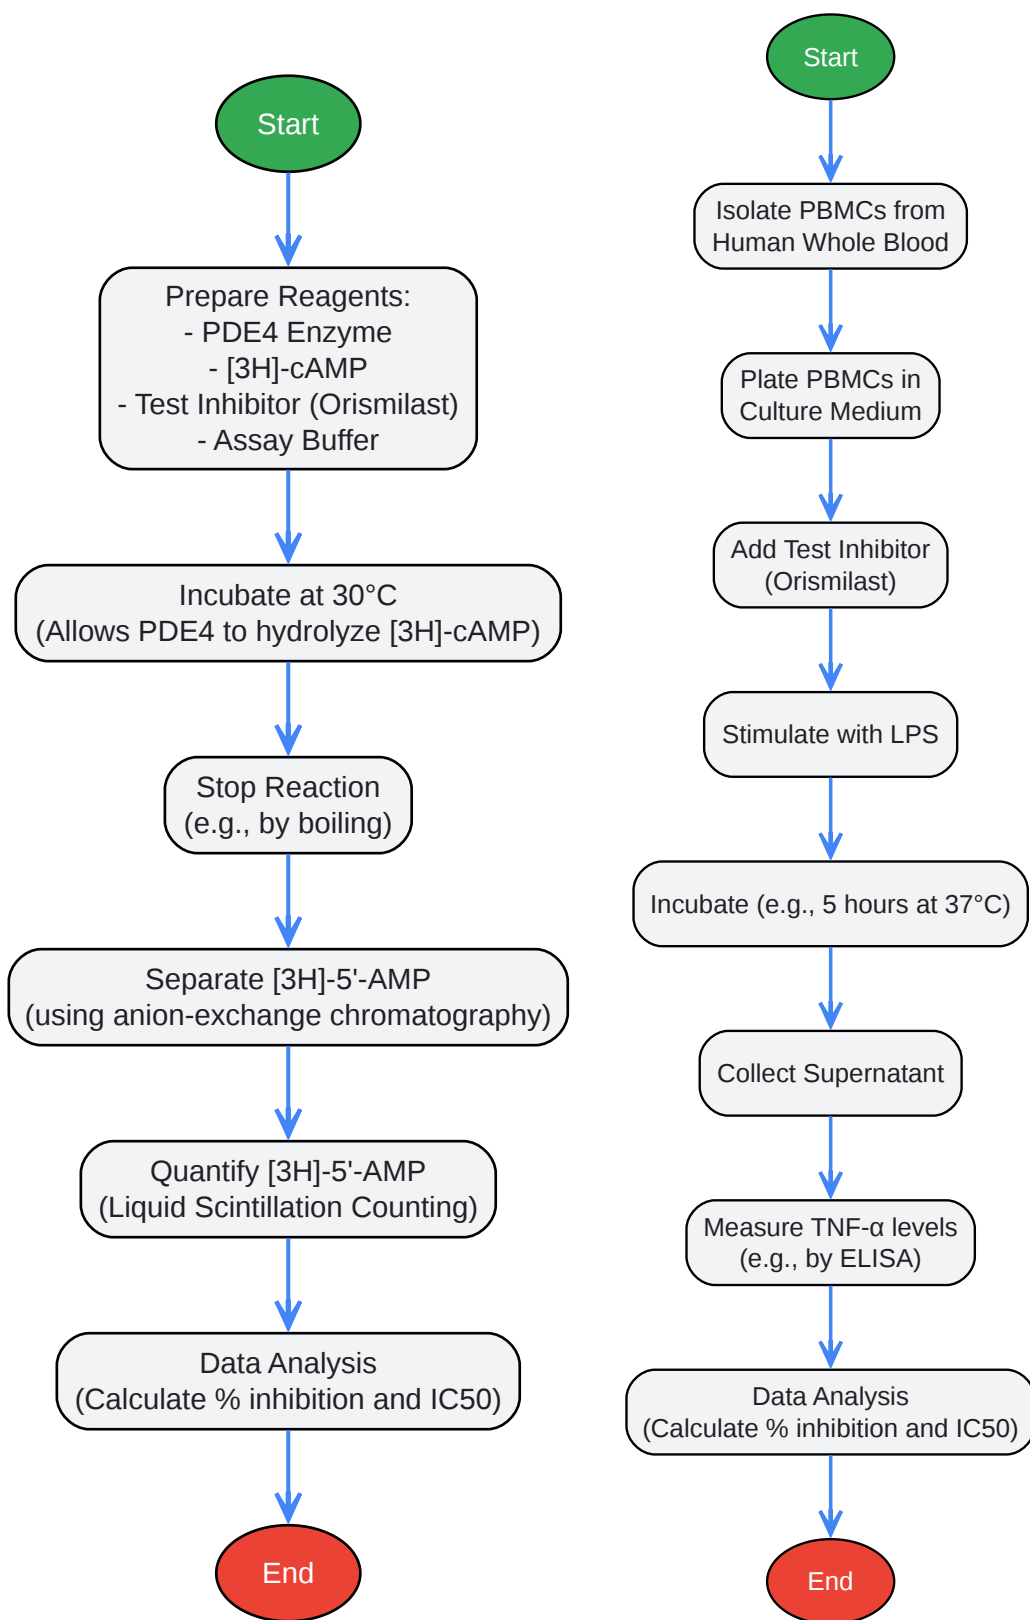 Start
Prepare Reagents:
- PDE4 Enzyme
- [3H]-cAMP
- Test Inhibitor (Orismilast)
- Assay Buffer
Incubate at 30°C
(Allows PDE4 to hydrolyze [3H]-cAMP)
Stop Reaction
(e.g., by boiling)
Separate [3H]-5'-AMP
(using anion-exchange chromatography)
Quantify [3H]-5'-AMP
(Liquid Scintillation Counting)
Data Analysis
(Calculate % inhibition and IC50)
End
Start
Isolate PBMCs from
Human Whole Blood
Plate PBMCs in
Culture Medium
Add Test Inhibitor
(Orismilast)
Stimulate with LPS
Incubate (e.g., 5 hours at 37°C)
Collect Supernatant
Measure TNF-α levels
(e.g., by ELISA)
Data Analysis
(Calculate % inhibition and IC50)
End